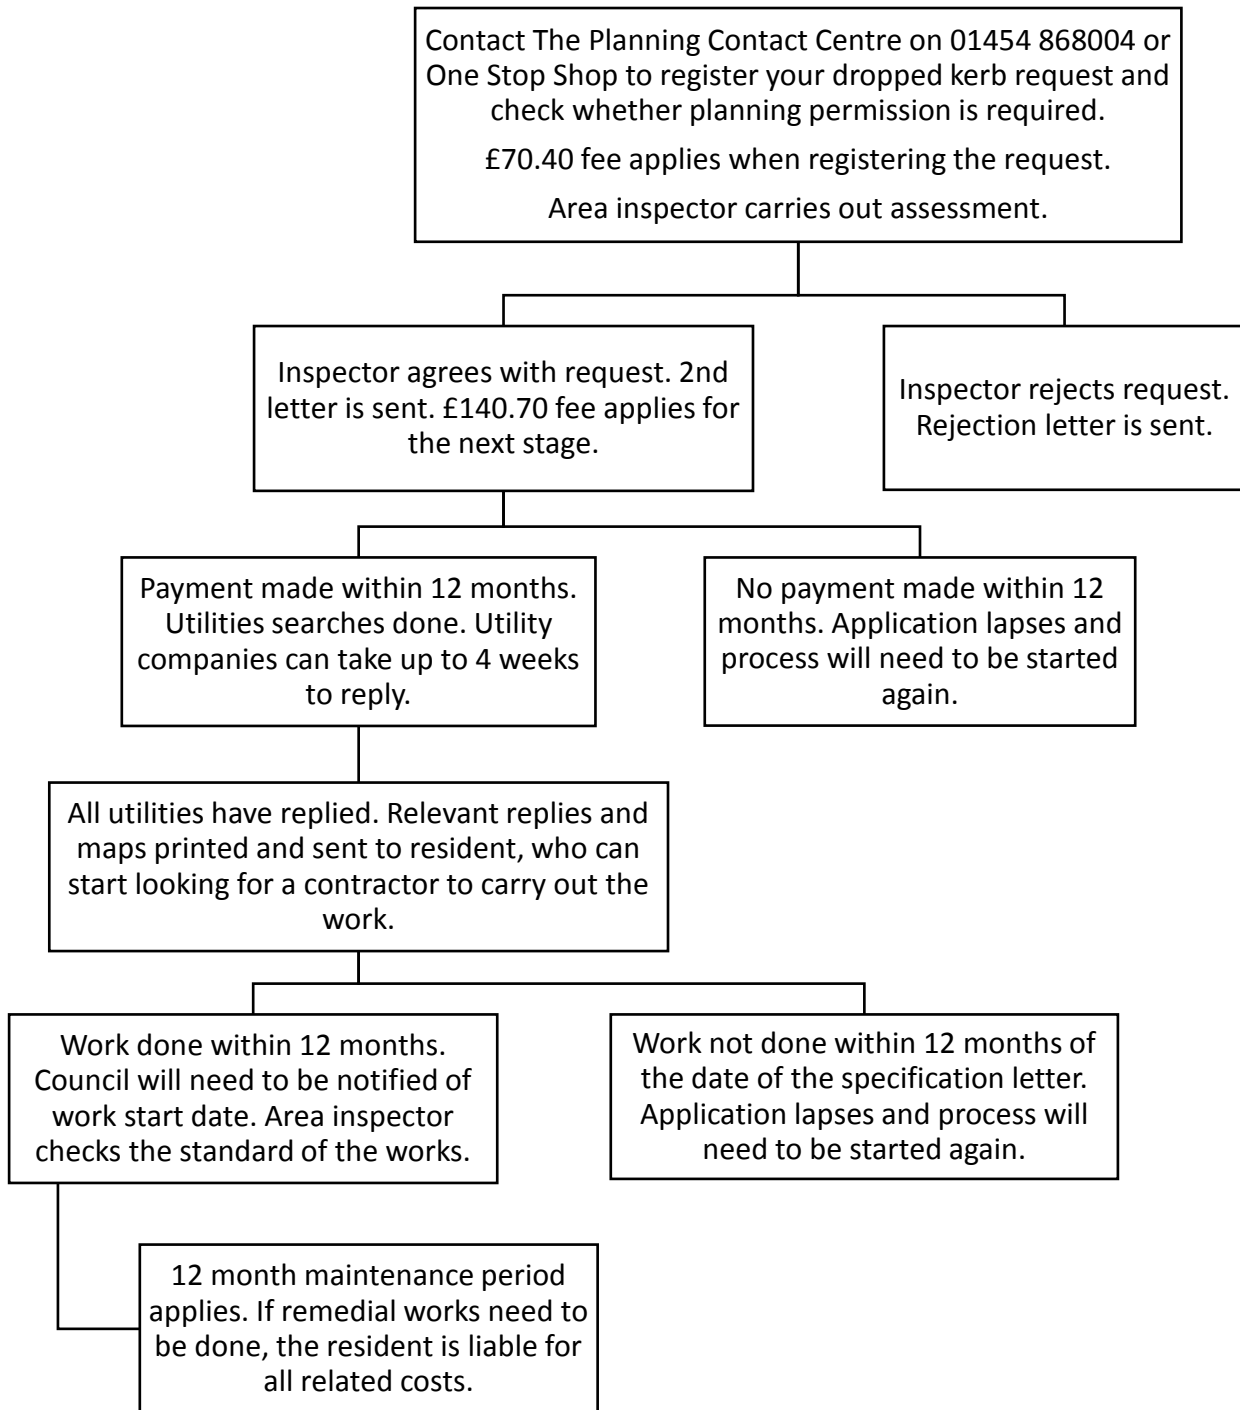 Contact The Planning Contact Centre on 01454 868004 or
One Stop Shop to register your dropped kerb request and
check whether planning permission is required.
£70.40 fee applies when registering the request.
Area inspector carries out assessment.
Inspector agrees with request. 2nd
letter is sent. £140.70 fee applies for
the next stage.
Inspector rejects request.
Rejection letter is sent.
Payment made within 12 months.
Utilities searches done. Utility
companies can take up to 4 weeks
to reply.
No payment made within 12
months. Application lapses and
process will need to be started
again.
All utilities have replied. Relevant replies and
maps printed and sent to resident, who can
start looking for a contractor to carry out the
work.
Work done within 12 months.
Council will need to be notified of
work start date. Area inspector
checks the standard of the works.
Work not done within 12 months of
the date of the specification letter.
Application lapses and process will
need to be started again.
12 month maintenance period
applies. If remedial works need to
be done, the resident is liable for
all related costs.